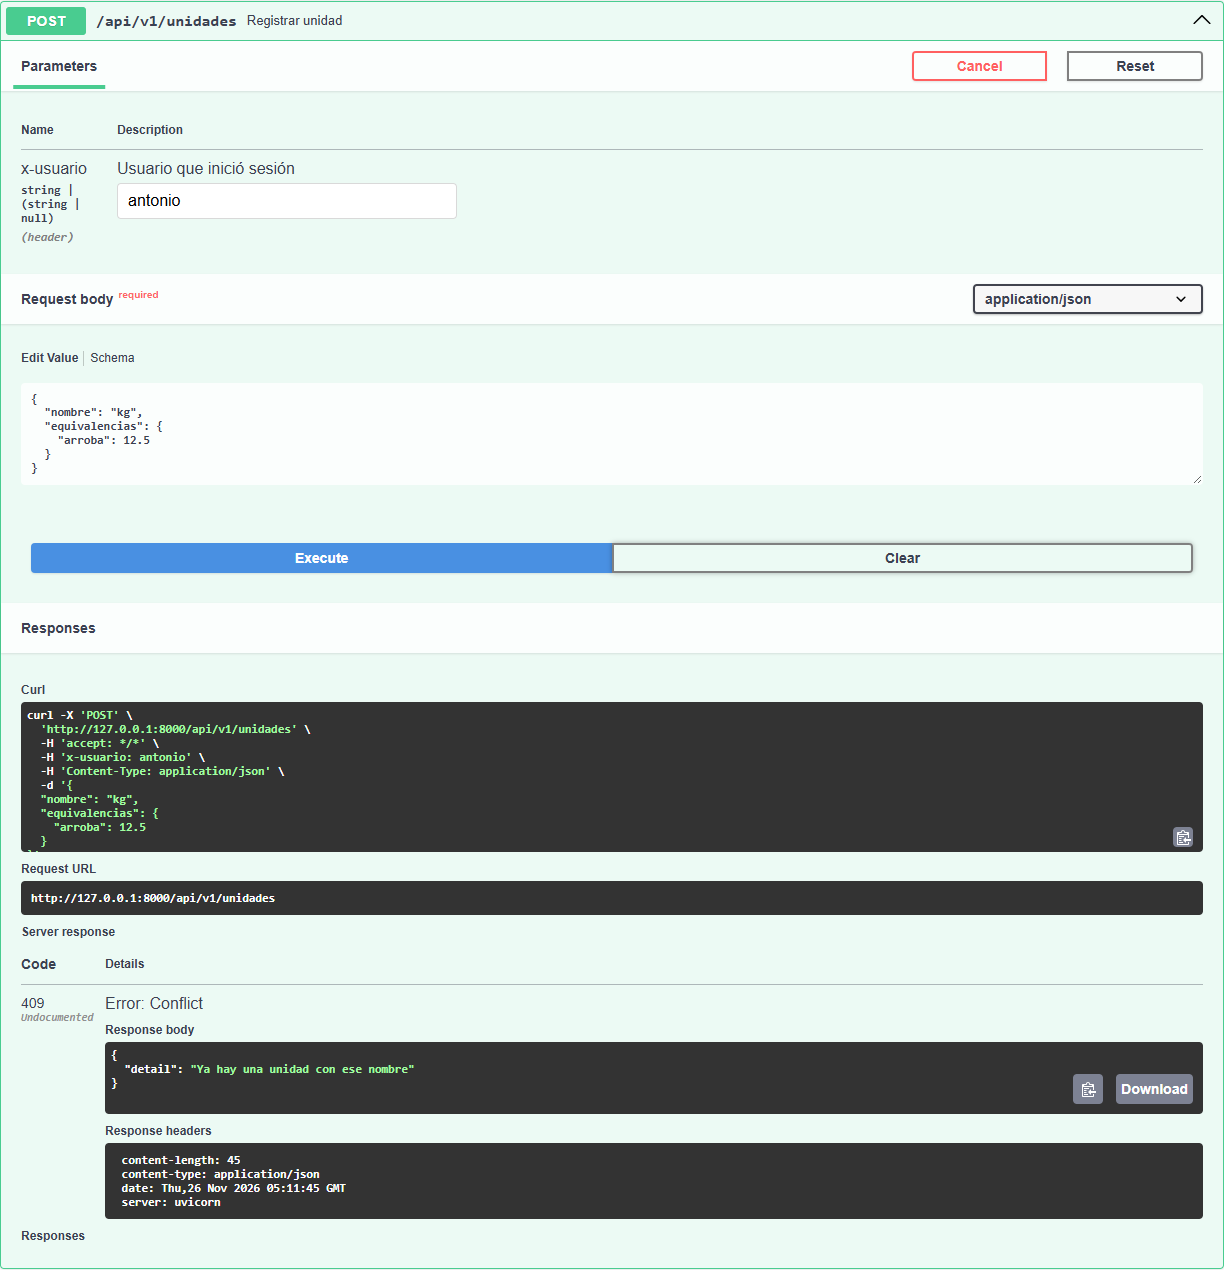 POST /api/v1/unidades Registrar unidad
Parameters
Cancel
Reset
Name Description
x-usuario
string |
(string |
null)
(header)
Usuario que inició sesión
antonio
Request body required
application/json
Edit Value Schema
{
  "nombre": "kg",
  "equivalencias": {
    "arroba": 12.5
  }
}
Execute
Clear
Responses
Curl
curl -X 'POST' \
  'http://127.0.0.1:8000/api/v1/unidades' \
  -H 'accept: */*' \
  -H 'x-usuario: antonio' \
  -H 'Content-Type: application/json' \
  -d '{
  "nombre": "kg",
  "equivalencias": {
    "arroba": 12.5
  }
Request URL
http://127.0.0.1:8000/api/v1/unidades
Server response
Code Details
409
Undocumented
Error: Conflict
Response body
{
  "detail": "Ya hay una unidad con ese nombre"
}
Download
Response headers
content-length: 45
content-type: application/json
date: Thu,26 Nov 2026 05:11:45 GMT
server: uvicorn
Responses